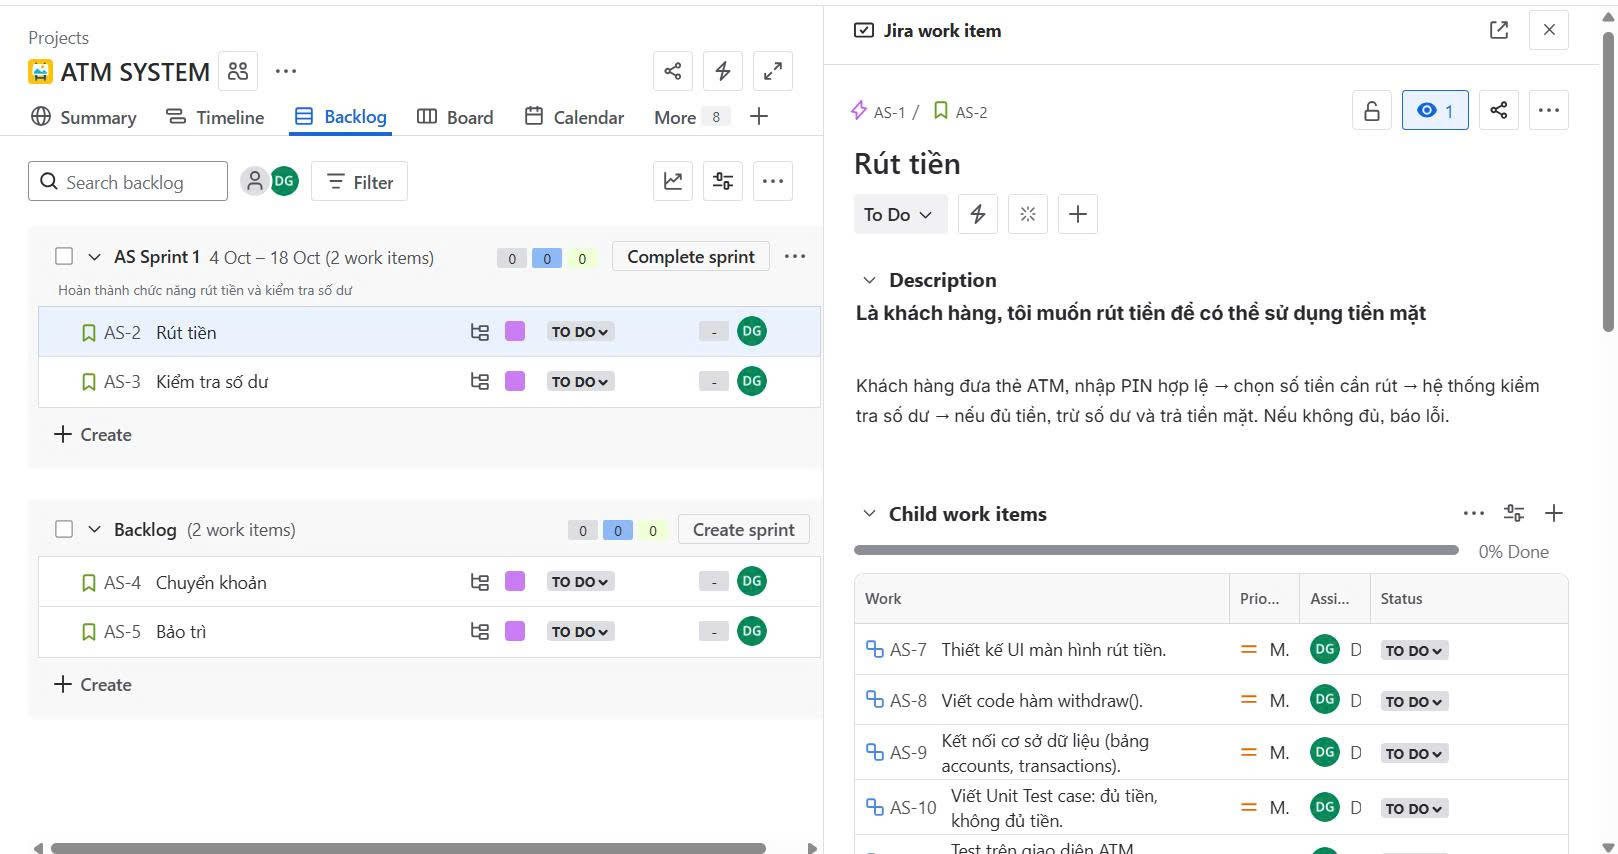 Projects
ATM SYSTEM
Summary Timeline Backlog Board Calendar More 8
Search backlog DG Filter
AS Sprint 1 4 Oct – 18 Oct (2 work items) 0 0 0 Complete sprint
Hoàn thành chức năng rút tiền và kiểm tra số dư
AS-2 Rút tiền TO DO - DG
AS-3 Kiểm tra số dư TO DO - DG
Create
Backlog (2 work items) 0 0 0 Create sprint
AS-4 Chuyển khoản TO DO - DG
AS-5 Bảo trì TO DO - DG
Create
Jira work item
AS-1 / AS-2 1
Rút tiền
To Do
Description
Là khách hàng, tôi muốn rút tiền để có thể sử dụng tiền mặt
Khách hàng đưa thẻ ATM, nhập PIN hợp lệ → chọn số tiền cần rút → hệ thống kiểm
tra số dư → nếu đủ tiền, trừ số dư và trả tiền mặt. Nếu không đủ, báo lỗi.
Child work items
0% Done
Work Prio... Assi... Status
AS-7 Thiết kế UI màn hình rút tiền. M. DG D TO DO
AS-8 Viết code hàm withdraw(). M. DG D TO DO
AS-9 Kết nối cơ sở dữ liệu (bảng
accounts, transactions). M. DG D TO DO
AS-10 Viết Unit Test case: đủ tiền,
không đủ tiền. M. DG D TO DO
Test trên giao diện ATM